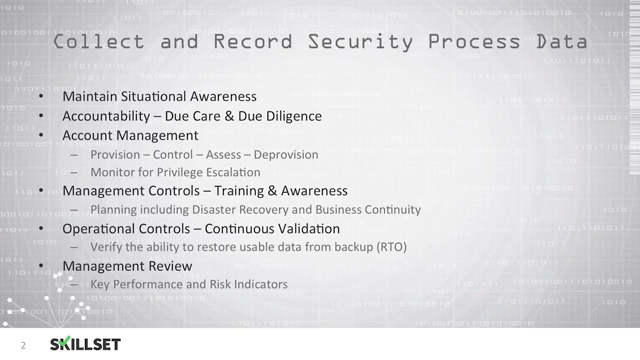 Collect and Record Security Process Data
• Maintain Situational Awareness
• Accountability – Due Care & Due Diligence
• Account Management
– Provision – Control – Assess – Deprovision
– Monitor for Privilege Escalation
• Management Controls – Training & Awareness
– Planning including Disaster Recovery and Business Continuity
• Operational Controls – Continuous Validation
– Verify the ability to restore usable data from backup (RTO)
• Management Review
– Key Performance and Risk Indicators
2
SKILLSET